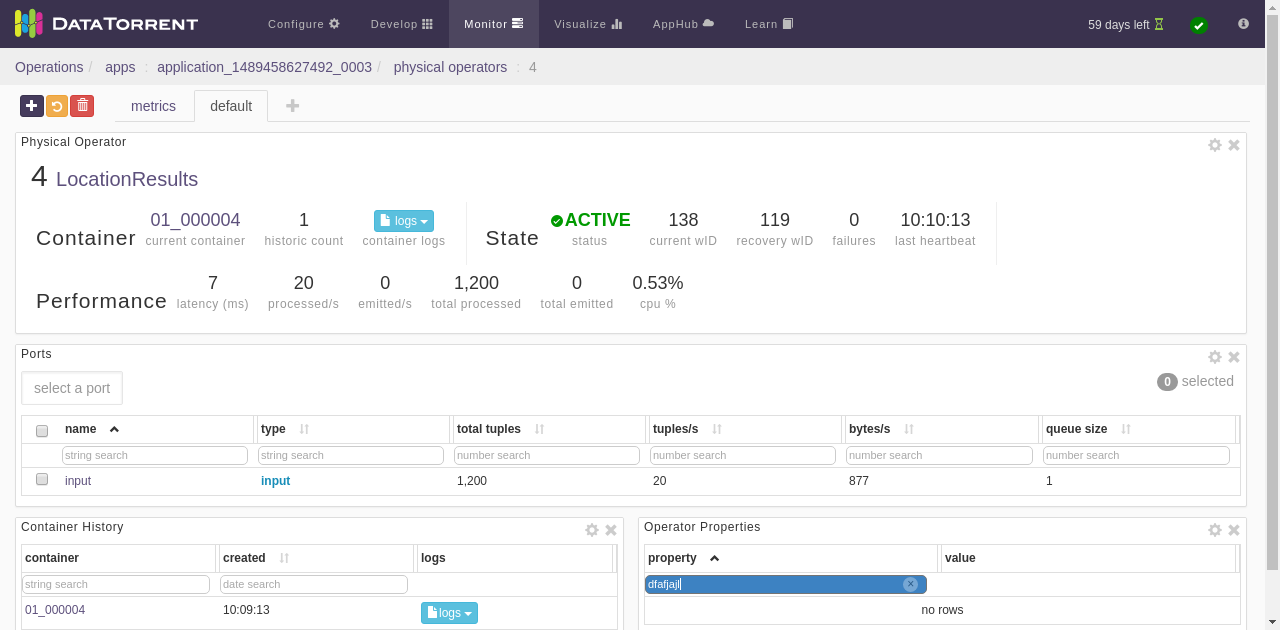 DATATORRENT Configure Develop Monitor Visualize AppHub Learn 59 days left
Operations / apps : application_1489458627492_0003 / physical operators : 4
metrics default
Physical Operator
4 LocationResults
01_000004 1 logs ACTIVE 138 119 0 10:10:13
Container current container historic count container logs State status current wID recovery wID failures last heartbeat
7 20 0 1,200 0 0.53%
Performance latency (ms) processed/s emitted/s total processed total emitted cpu %
Ports
select a port 0 selected
name type total tuples tuples/s bytes/s queue size
string search string search number search number search number search number search
input input 1,200 20 877 1
Container History
container created logs
string search date search
01_000004 10:09:13 logs
Operator Properties
property value
dfafjajl
no rows